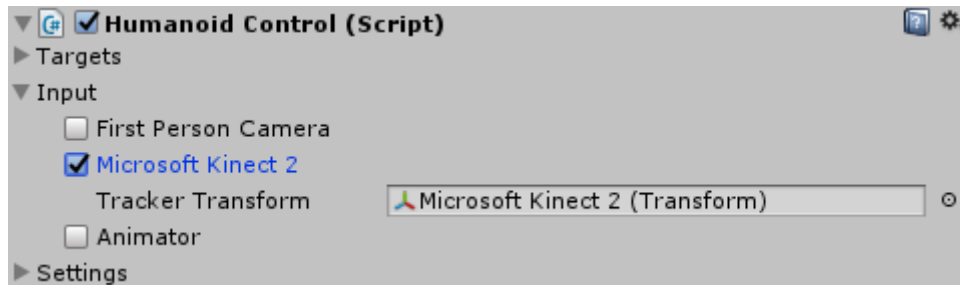 Humanoid Control (Script)
Targets
Input
First Person Camera
Microsoft Kinect 2
Tracker Transform Microsoft Kinect 2 (Transform)
Animator
Settings